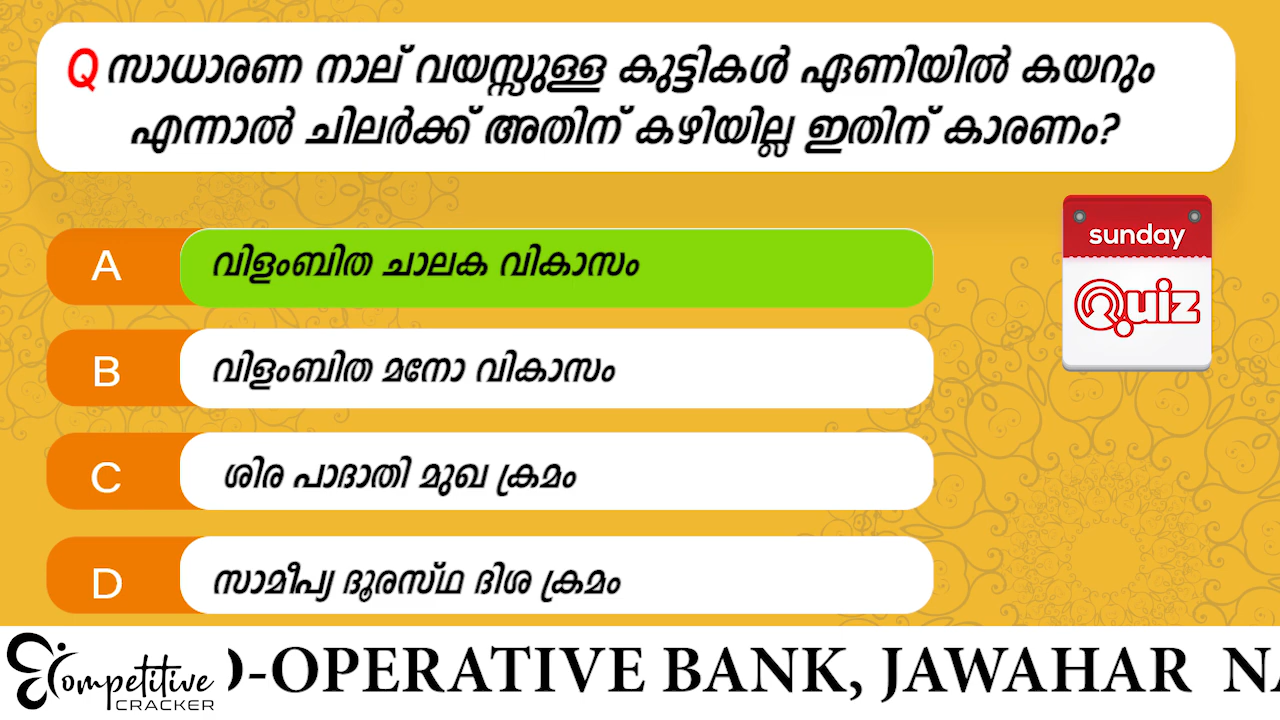 Q സാധാരണ നാല് വയസ്സുള്ള കുട്ടികൾ ഏണിയിൽ കയറും
എന്നാൽ ചിലർക്ക് അതിന് കഴിയില്ല ഇതിന് കാരണം?
sunday
Quiz
A വിളംബിത ചാലക വികാസം
B വിളംബിത മനോ വികാസം
C ശിര പാദാതി മുഖ ക്രമം
D സാമീപ്യ ദൂരസ്ഥ ദിശ ക്രമം
Competitive
CRACKER
-OPERATIVE BANK, JAWAHAR